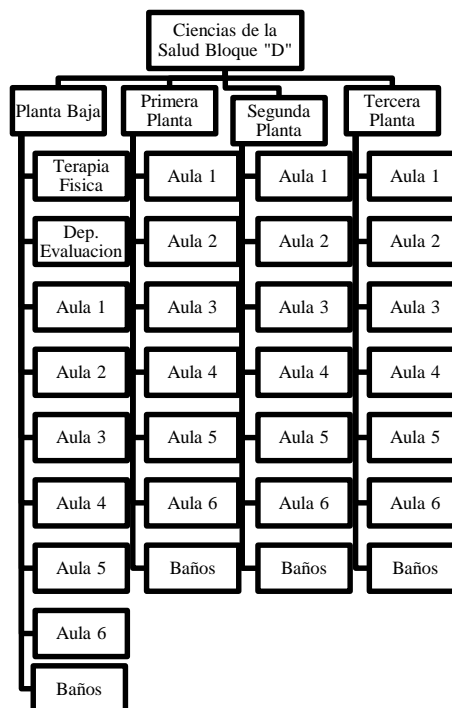 Ciencias de la
Salud Bloque "D"
Planta Baja
Terapia
Fisica
Dep.
Evaluacion
Aula 1
Aula 2
Aula 3
Aula 4
Aula 5
Aula 6
Baños
Primera
Planta
Aula 1
Aula 2
Aula 3
Aula 4
Aula 5
Aula 6
Baños
Segunda
Planta
Aula 1
Aula 2
Aula 3
Aula 4
Aula 5
Aula 6
Baños
Tercera
Planta
Aula 1
Aula 2
Aula 3
Aula 4
Aula 5
Aula 6
Baños